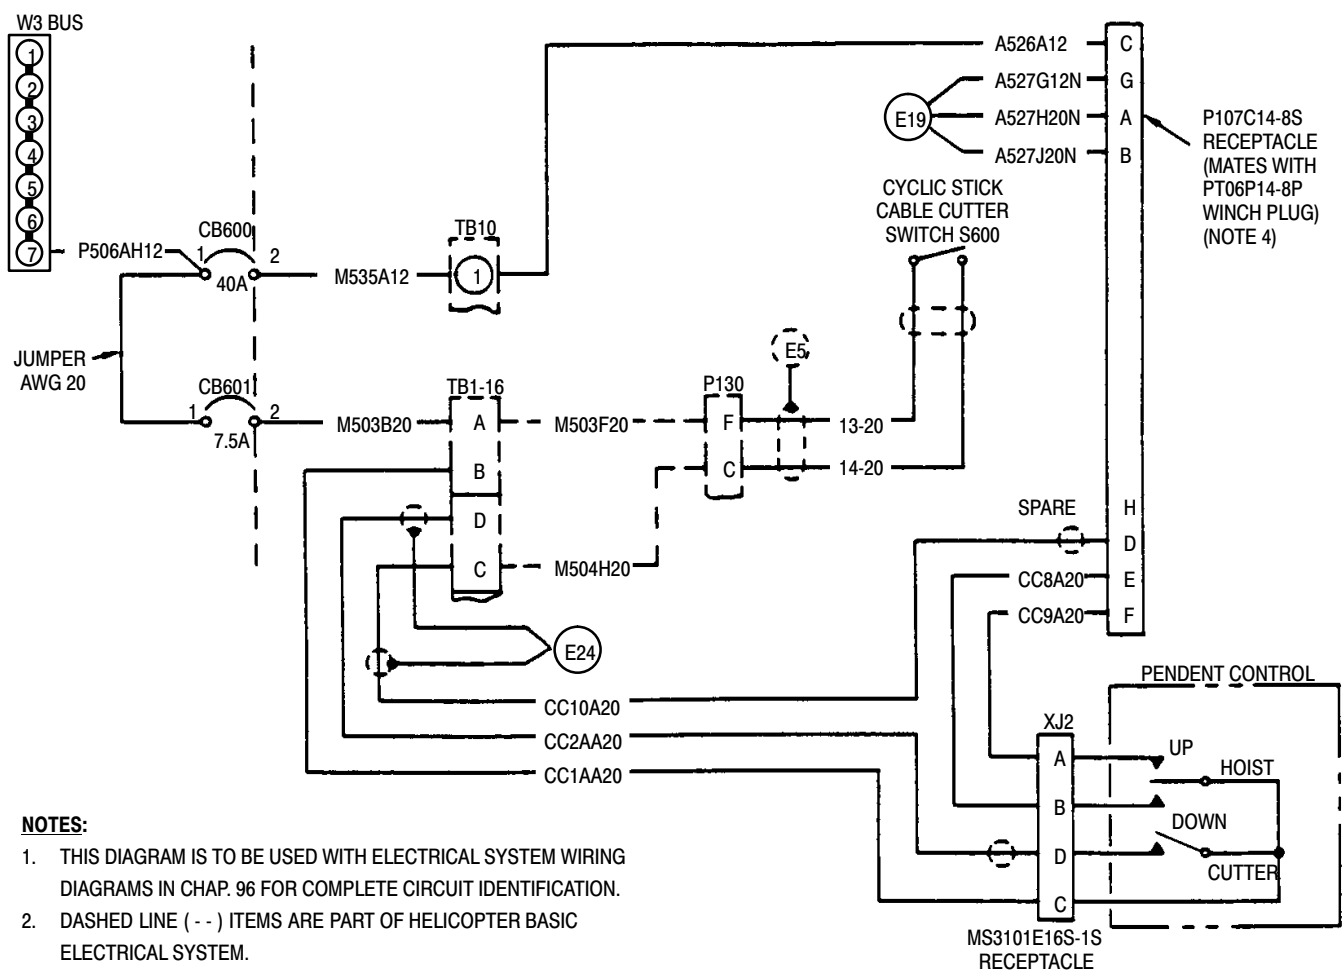 W3 BUS
1
2
3
4
5
6
7
P506AH12
CB600
1
2
40A
M535A12
TB10
1
A526A12
C
A527G12N
G
E19
A527H20N
A
A527J20N
B
P107C14-8S
RECEPTACLE
(MATES WITH
PT06P14-8P
WINCH PLUG)
(NOTE 4)
CYCLIC STICK
CABLE CUTTER
SWITCH S600
JUMPER
AWG 20
CB601
1
2
7.5A
M503B20
TB1-16
A
B
D
C
M503F20
M504H20
P130
F
C
E5
13-20
14-20
SPARE
H
D
CC8A20
E
CC9A20
F
E24
CC10A20
CC2AA20
CC1AA20
PENDENT CONTROL
XJ2
A
B
D
C
UP
HOIST
DOWN
CUTTER
MS3101E16S-1S
RECEPTACLE
NOTES:
1. THIS DIAGRAM IS TO BE USED WITH ELECTRICAL SYSTEM WIRING
DIAGRAMS IN CHAP. 96 FOR COMPLETE CIRCUIT IDENTIFICATION.
2. DASHED LINE ( - - ) ITEMS ARE PART OF HELICOPTER BASIC
ELECTRICAL SYSTEM.